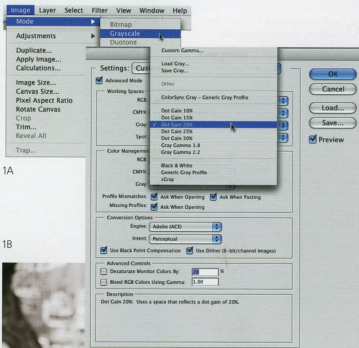 Image Layer Select Filter View Window Help
Mode
Adjustments
Duplicate...
Apply Image...
Calculations...
Image Size...
Canvas Size...
Pixel Aspect Ratio
Rotate Canvas
Crop
Trim...
Reveal All
Trap...
Bitmap
Grayscale
Duotone
1A
1B
Settings: Cus
Custom Gamma...
Load Gray...
Save Gray...
Other
ColorSync Gray - Generic Gray Profile
Dot Gain 10%
Dot Gain 15%
Dot Gain 20%
Dot Gain 25%
Dot Gain 30%
Gray Gamma 1.8
Gray Gamma 2.2
Black & White
Generic Gray Profile
sGray
Advanced Mode
Working Spaces
RGB
CMYK
Gray
Spot
Color Managemen
RGB
CMYK
Gray
Profile Mismatches: Ask When Opening Ask When Pasting
Missing Profiles: Ask When Opening
Conversion Options
Engine: Adobe (ACE)
Intent: Perceptual
Use Black Point Compensation Use Dither (8-bit/channel images)
Advanced Controls
Desaturate Monitor Colors By: 20 %
Blend RGB Colors Using Gamma: 1.00
Description
Dot Gain 20%: Uses a space that reflects a dot gain of 20%.
OK
Cancel
Load...
Save...
Preview